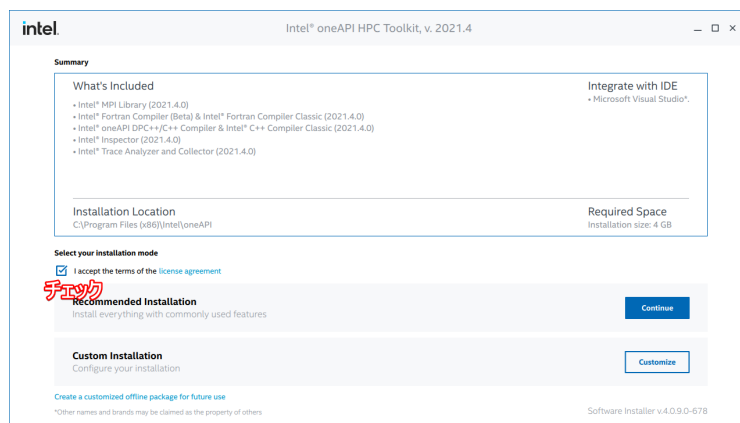 intel.
Intel® oneAPI HPC Toolkit, v. 2021.4
Summary
What's Included
• Intel® MPI Library (2021.4.0)
• Intel® Fortran Compiler (Beta) & Intel® Fortran Compiler Classic (2021.4.0)
• Intel® oneAPI DPC++/C++ Compiler & Intel® C++ Compiler Classic (2021.4.0)
• Intel® Inspector (2021.4.0)
• Intel® Trace Analyzer and Collector (2021.4.0)
Integrate with IDE
• Microsoft Visual Studio*.
Installation Location
C:\Program Files (x86)\Intel\oneAPI
Required Space
Installation size: 4 GB
Select your installation mode
I accept the terms of the license agreement
チェック
Recommended Installation
Install everything with commonly used features
Continue
Custom Installation
Configure your installation
Customize
Create a customized offline package for future use
*Other names and brands may be claimed as the property of others
Software Installer v.4.0.9.0-678